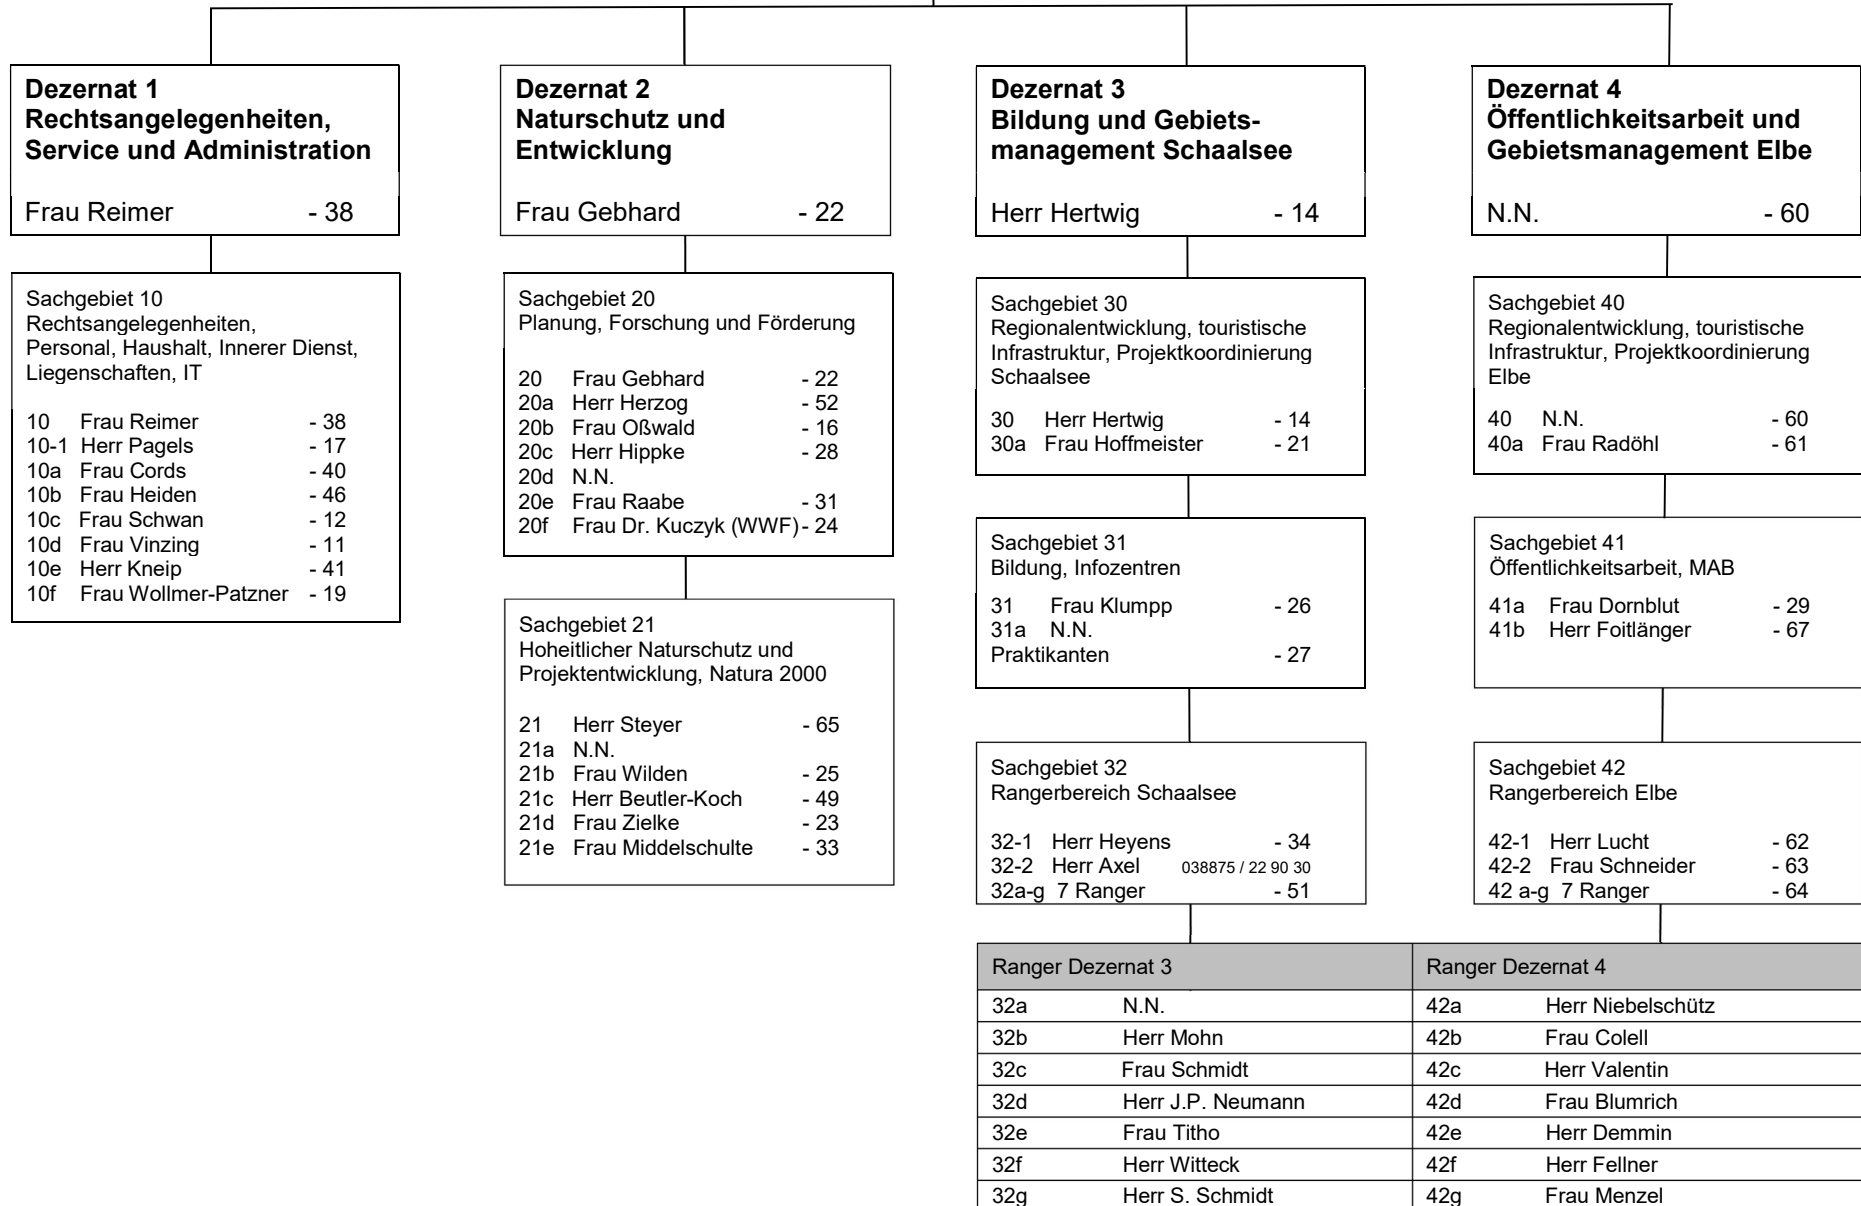 Dezernat 1
Rechtsangelegenheiten,
Service und Administration
Frau Reimer - 38
Sachgebiet 10
Rechtsangelegenheiten,
Personal, Haushalt, Innerer Dienst,
Liegenschaften, IT
10 Frau Reimer - 38
10-1 Herr Pagels - 17
10a Frau Cords - 40
10b Frau Heiden - 46
10c Frau Schwan - 12
10d Frau Vinzing - 11
10e Herr Kneip - 41
10f Frau Wollmer-Patzner - 19
Dezernat 2
Naturschutz und
Entwicklung
Frau Gebhard - 22
Sachgebiet 20
Planung, Forschung und Förderung
20 Frau Gebhard - 22
20a Herr Herzog - 52
20b Frau Oßwald - 16
20c Herr Hippke - 28
20d N.N.
20e Frau Raabe - 31
20f Frau Dr. Kuczyk (WWF) - 24
Sachgebiet 21
Hoheitlicher Naturschutz und
Projektentwicklung, Natura 2000
21 Herr Steyer - 65
21a N.N.
21b Frau Wilden - 25
21c Herr Beutler-Koch - 49
21d Frau Zielke - 23
21e Frau Middelschulte - 33
Dezernat 3
Bildung und Gebiets-
management Schaalsee
Herr Hertwig - 14
Sachgebiet 30
Regionalentwicklung, touristische
Infrastruktur, Projektkoordinierung
Schaalsee
30 Herr Hertwig - 14
30a Frau Hoffmeister - 21
Sachgebiet 31
Bildung, Infozentren
31 Frau Klumpp - 26
31a N.N.
Praktikanten - 27
Sachgebiet 32
Rangerbereich Schaalsee
32-1 Herr Heyens - 34
32-2 Herr Axel 038875 / 22 90 30
32a-g 7 Ranger - 51
Dezernat 4
Öffentlichkeitsarbeit und
Gebietsmanagement Elbe
N.N. - 60
Sachgebiet 40
Regionalentwicklung, touristische
Infrastruktur, Projektkoordinierung
Elbe
40 N.N. - 60
40a Frau Radöhl - 61
Sachgebiet 41
Öffentlichkeitsarbeit, MAB
41a Frau Dornblut - 29
41b Herr Foitlänger - 67
Sachgebiet 42
Rangerbereich Elbe
42-1 Herr Lucht - 62
42-2 Frau Schneider - 63
42 a-g 7 Ranger - 64
Ranger Dezernat 3 Ranger Dezernat 4
32a N.N. 42a Herr Niebelschütz
32b Herr Mohn 42b Frau Colell
32c Frau Schmidt 42c Herr Valentin
32d Herr J.P. Neumann 42d Frau Blumrich
32e Frau Titho 42e Herr Demmin
32f Herr Witteck 42f Herr Fellner
32g Herr S. Schmidt 42g Frau Menzel